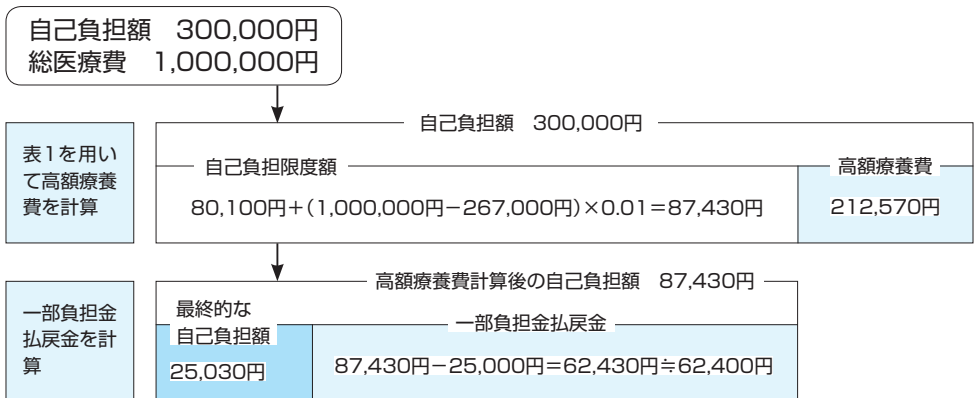 自己負担額　300,000円
総医療費　1,000,000円
表1を用い
て高額療養
費を計算
自己負担額　300,000円
自己負担限度額
80,100円＋（1,000,000円－267,000円）×0.01＝87,430円
高額療養費
212,570円
一部負担金
払戻金を計
算
高額療養費計算後の自己負担額　87,430円
最終的な
自己負担額
25,030円
一部負担金払戻金
87,430円－25,000円＝62,430円≒62,400円